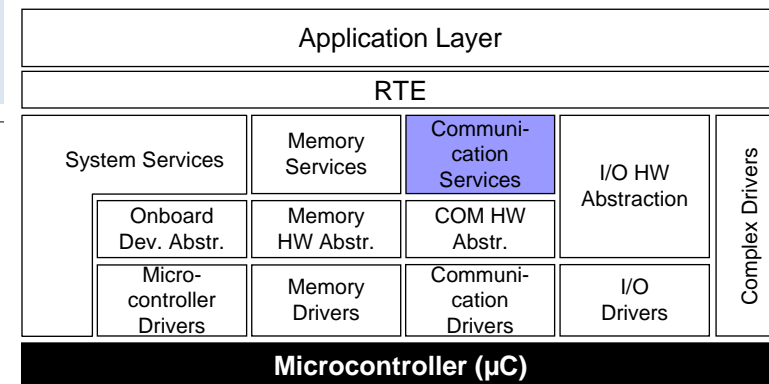 Application Layer
RTE
System Services
Memory
Services
Communi-
cation
Services
I/O HW
Abstraction
Complex Drivers
Onboard
Dev. Abstr.
Memory
HW Abstr.
COM HW
Abstr.
Micro-
controller
Drivers
Memory
Drivers
Communi-
cation
Drivers
I/O
Drivers
Microcontroller (µC)